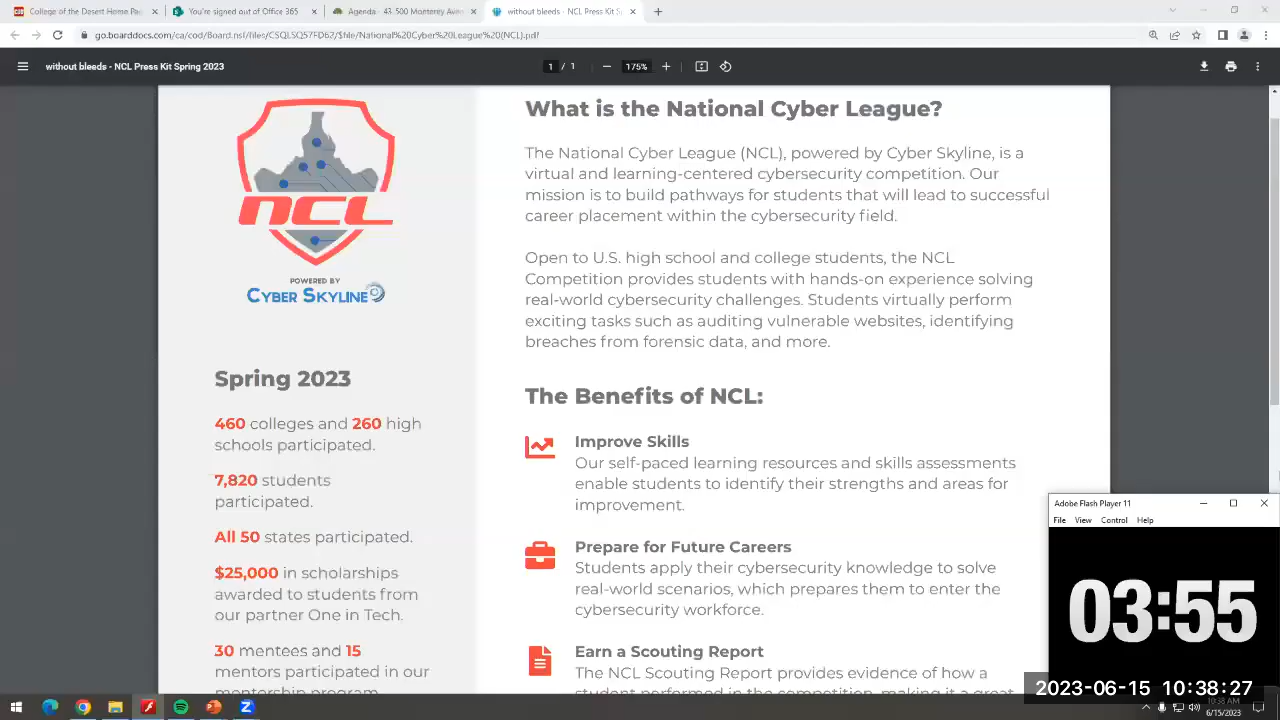 College of the Desert Home Pa
You're signed out of Office 365
Agenda - 43-500 Monterey Aven
without bleeds - NCL Press Kit S
go.boarddocs.com/ca/cod/Board.nsf/files/CSQLSQ57FD62/$file/National%20Cyber%20League%20(NCL).pdf
without bleeds - NCL Press Kit Spring 2023
1 / 1
175%
What is the National Cyber League?
The National Cyber League (NCL), powered by Cyber Skyline, is a
virtual and learning-centered cybersecurity competition. Our
mission is to build pathways for students that will lead to successful
career placement within the cybersecurity field.
Open to U.S. high school and college students, the NCL
Competition provides students with hands-on experience solving
real-world cybersecurity challenges. Students virtually perform
exciting tasks such as auditing vulnerable websites, identifying
breaches from forensic data, and more.
NCL
POWERED BY
CYBER SKYLINE
Spring 2023
460 colleges and 260 high
schools participated.
7,820 students
participated.
All 50 states participated.
$25,000 in scholarships
awarded to students from
our partner One in Tech.
30 mentees and 15
mentors participated in our
mentorship program
The Benefits of NCL:
Improve Skills
Our self-paced learning resources and skills assessments
enable students to identify their strengths and areas for
improvement.
Prepare for Future Careers
Students apply their cybersecurity knowledge to solve
real-world scenarios, which prepares them to enter the
cybersecurity workforce.
Earn a Scouting Report
The NCL Scouting Report provides evidence of how a
student performed in the competition, making it a great
Adobe Flash Player 11
File View Control Help
03:55
2023-06-15 10:38:27
10:38 AM
6/15/2023